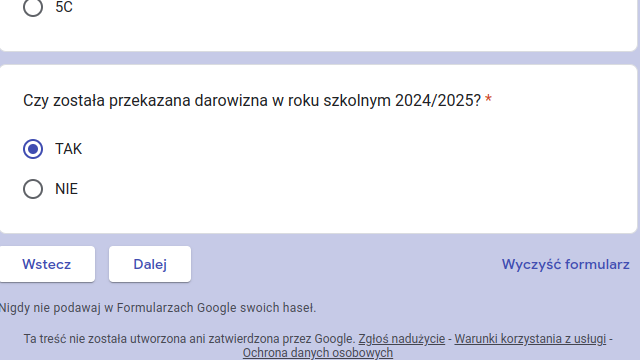 5C
Czy została przekazana darowizna w roku szkolnym 2024/2025? *
TAK
NIE
Wstecz
Dalej
Wyczyść formularz
Nigdy nie podawaj w Formularzach Google swoich haseł.
Ta treść nie została utworzona ani zatwierdzona przez Google. Zgłoś nadużycie - Warunki korzystania z usługi -
Ochrona danych osobowych